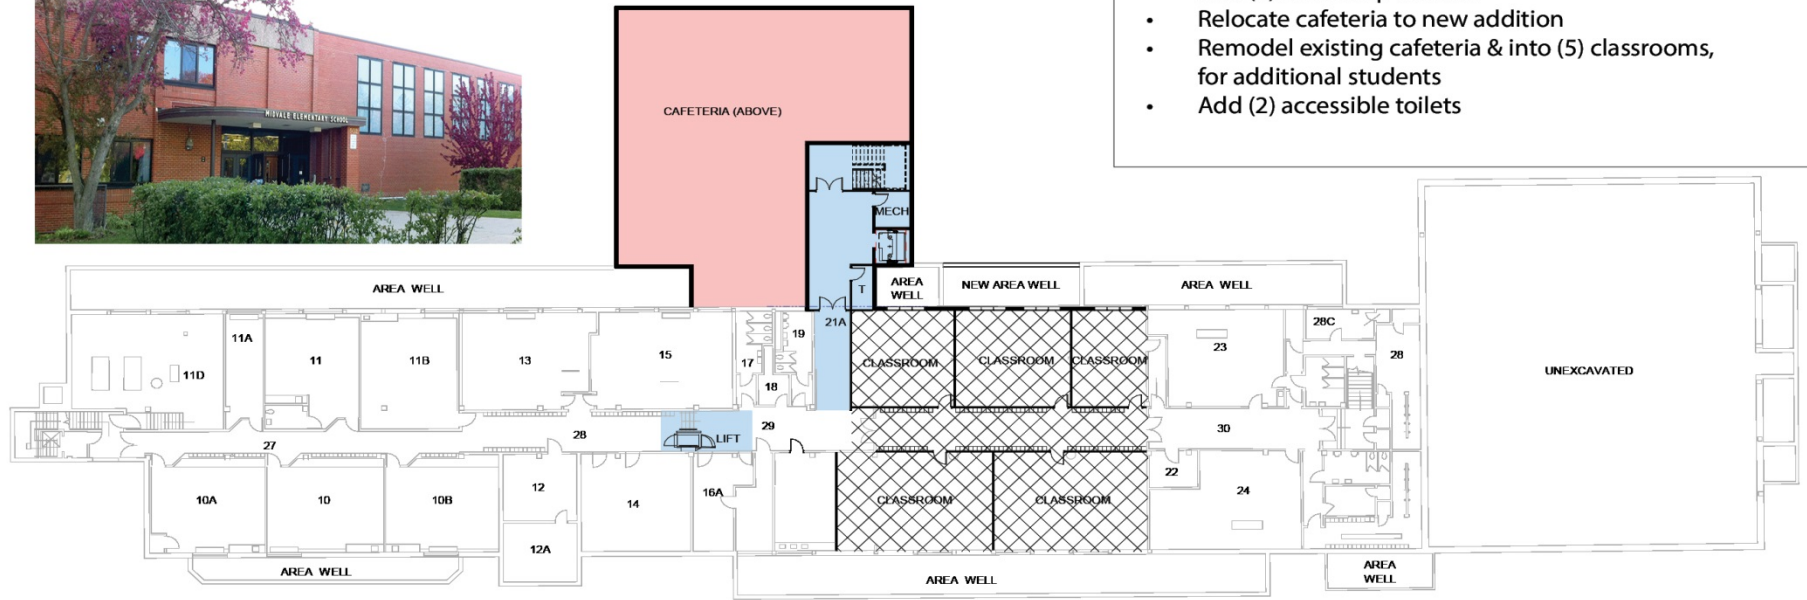 • Relocate cafeteria to new addition
• Remodel existing cafeteria & into (5) classrooms,
for additional students
• Add (2) accessible toilets
MIDVALE ELEMENTARY SCHOOL
CAFETERIA (ABOVE)
MECH
T
AREA WELL
AREA
WELL
NEW AREA WELL
AREA WELL
11D
11A
11
11B
13
15
17
18
19
21A
CLASSROOM
CLASSROOM
CLASSROOM
23
28C
28
UNEXCAVATED
27
28
LIFT
29
30
10A
10
10B
12
12A
14
16A
CLASSROOM
CLASSROOM
22
24
AREA WELL
AREA WELL
AREA
WELL